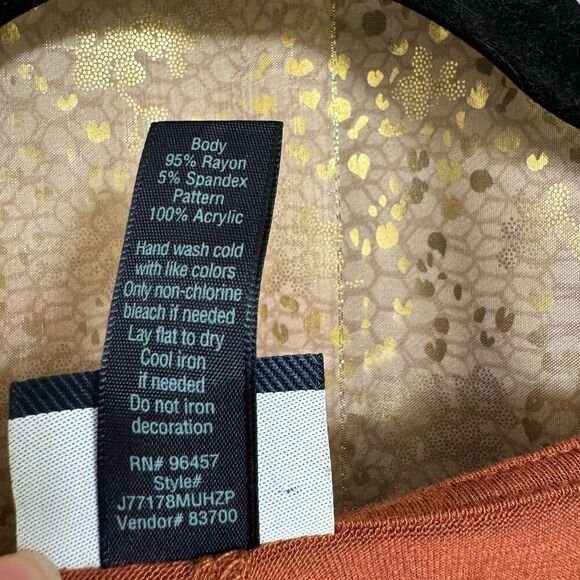 Body
95% Rayon
5% Spandex
Pattern
100% Acrylic
Hand wash cold
with like colors
Only non-chlorine
bleach if needed
Lay flat to dry
Cool iron
if needed
Do not iron
decoration
RN# 96457
Style#
J77178MUHZP
Vendor# 83700